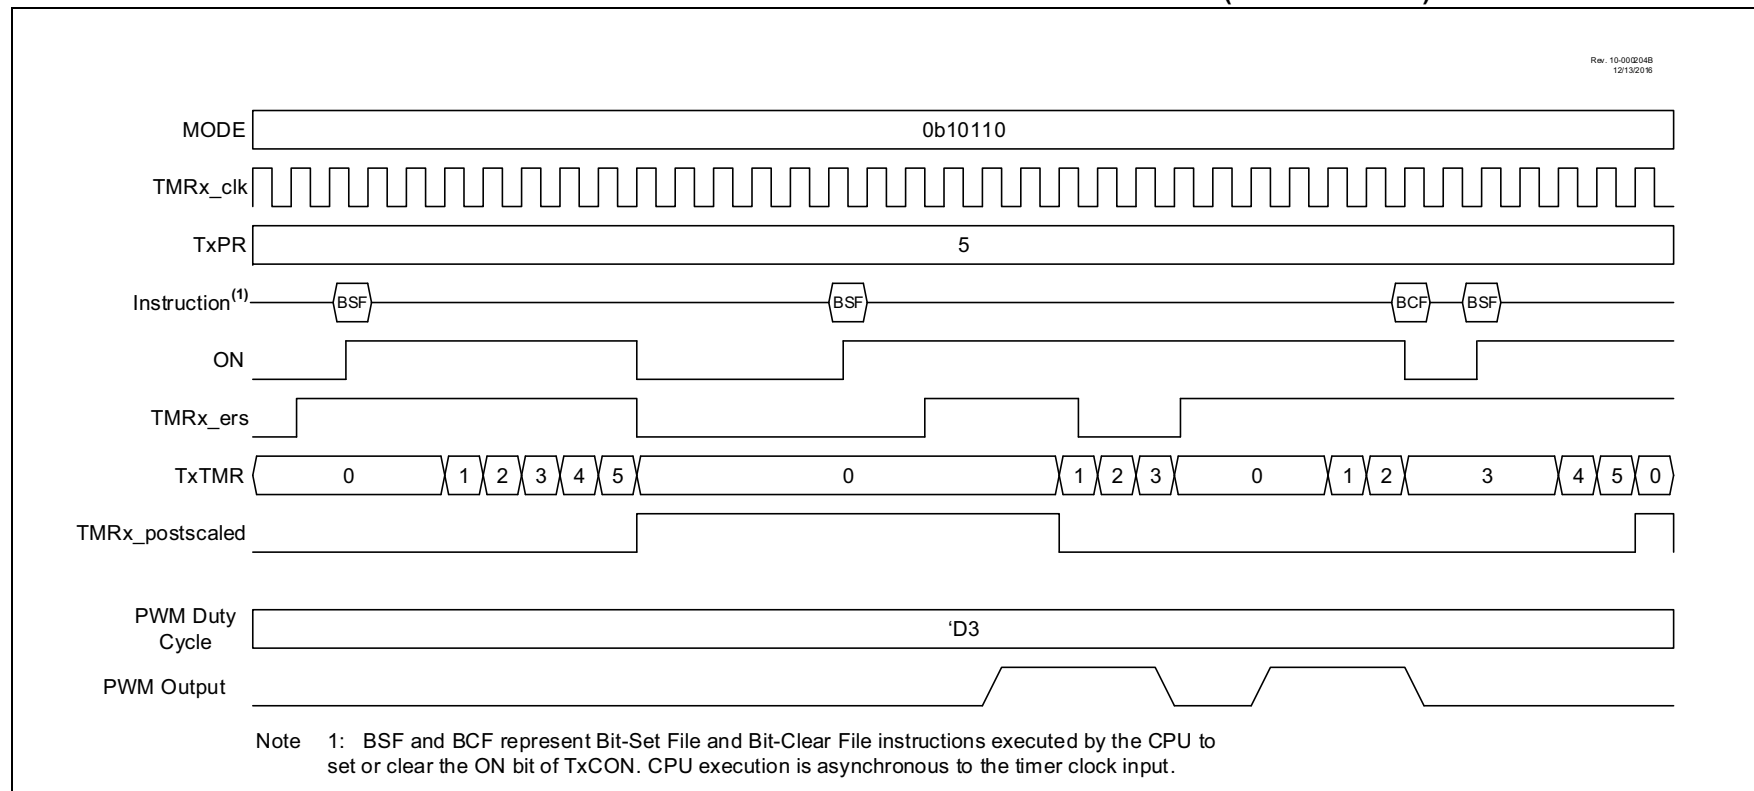 Rev. 10-000204B
12/13/2016
MODE 0b10110
TMRx_clk
TxPR 5
Instruction(1) BSF BSF BCF BSF
ON
TMRx_ers
TxTMR 0 1 2 3 4 5 0 1 2 3 0 1 2 3 4 5 0
TMRx_postscaled
PWM Duty
Cycle
‘D3
PWM Output
Note 1: BSF and BCF represent Bit-Set File and Bit-Clear File instructions executed by the CPU to
set or clear the ON bit of TxCON. CPU execution is asynchronous to the timer clock input.